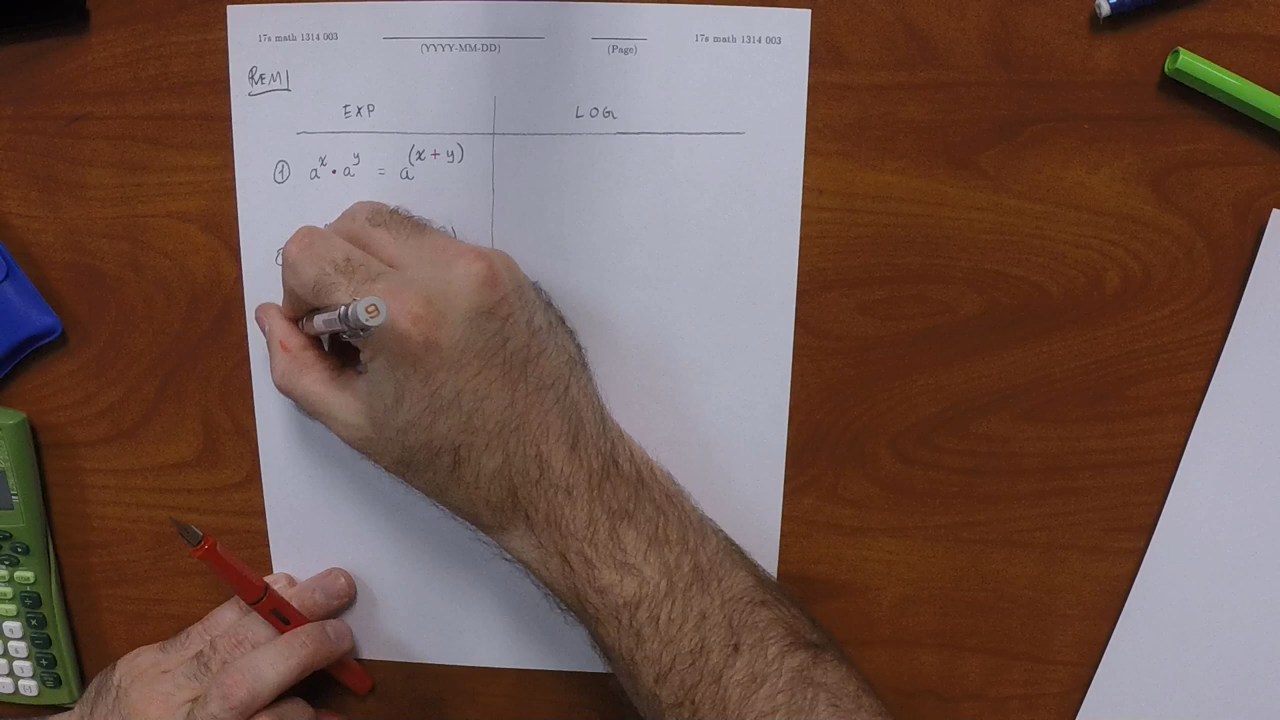 17s math 1314 003 (YYYY-MM-DD) (Page) 17s math 1314 003
REM
EXP LOG
① a^x · a^y = a^(x + y)